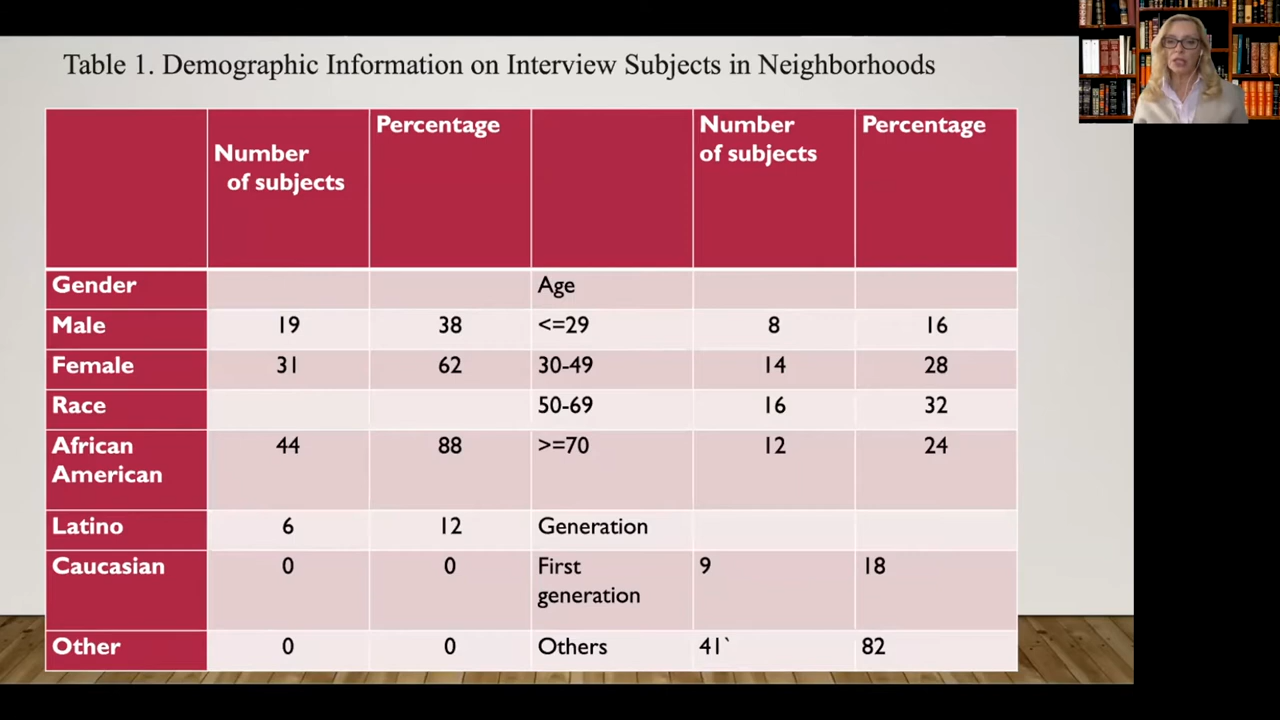 Table 1. Demographic Information on Interview Subjects in Neighborhoods
Number of subjects Percentage Number of subjects Percentage
Gender Age
Male 19 38 <=29 8 16
Female 31 62 30-49 14 28
Race 50-69 16 32
African American 44 88 >=70 12 24
Latino 6 12 Generation
Caucasian 0 0 First generation 9 18
Other 0 0 Others 41` 82